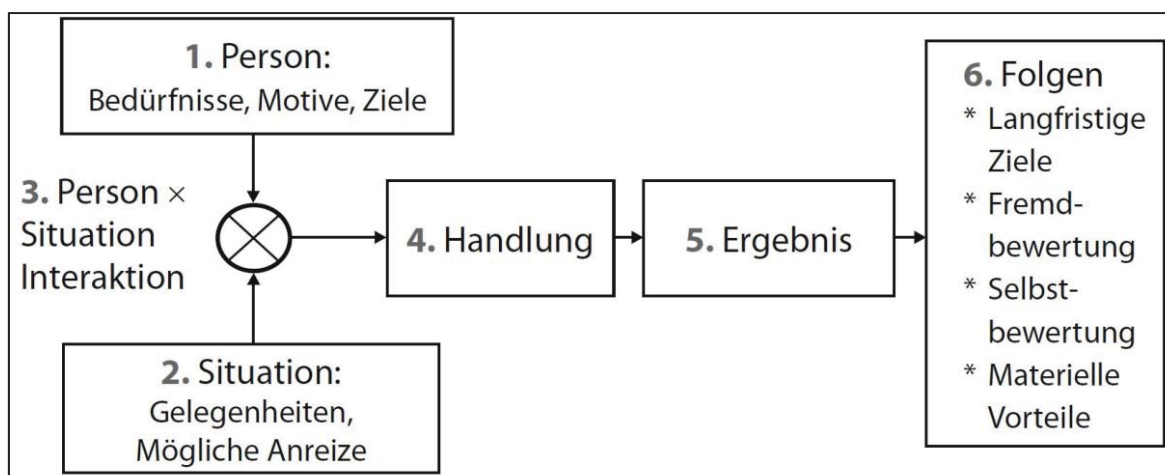 1. Person:
Bedürfnisse, Motive, Ziele
3. Person ×
Situation
Interaktion
2. Situation:
Gelegenheiten,
Mögliche Anreize
4. Handlung
5. Ergebnis
6. Folgen
* Langfristige
Ziele
* Fremd-
bewertung
* Selbst-
bewertung
* Materielle
Vorteile